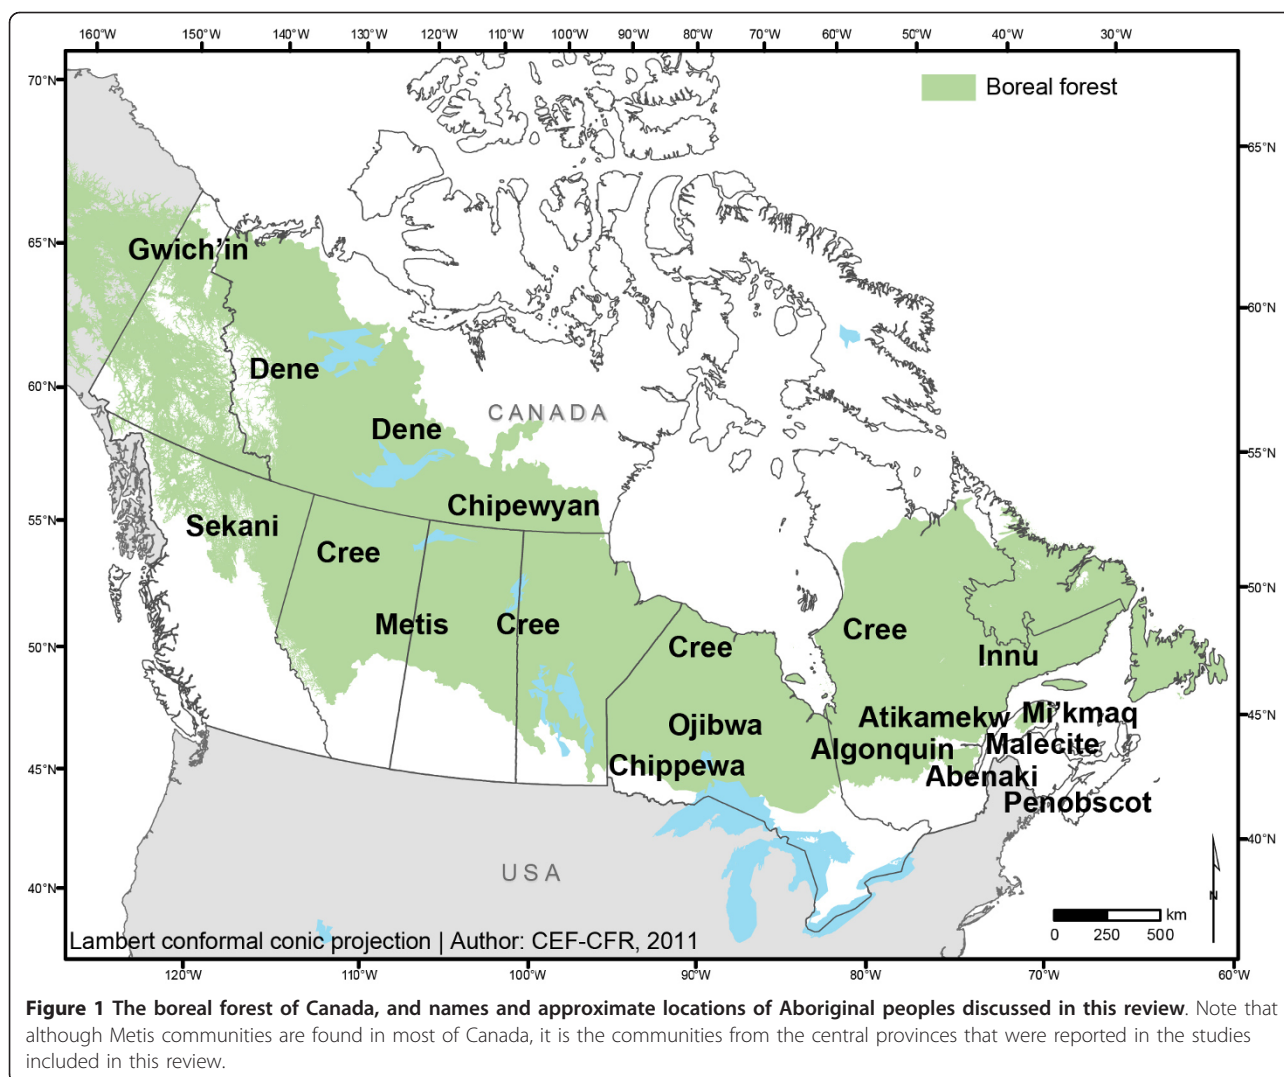 160°W 150°W 140°W 130°W 120°W 110°W 100°W 90°W 80°W 70°W 60°W 50°W 40°W 30°W
70°N
Boreal forest
65°N
65°N
Gwich'in
60°N
Dene
60°N
CANADA
Dene
55°N
Chipewyan
55°N
Sekani
Cree
50°N
Metis
Cree
Cree
Cree
50°N
Innu
Atikamekw
Mi'kmaq
45°N
Ojibwa
Algonquin
Malecite
45°N
Chippewa
Abenaki
Penobscot
40°N
USA
40°N
N
km
0 250 500
Lambert conformal conic projection | Author: CEF-CFR, 2011
120°W 110°W 100°W 90°W 80°W 70°W 60°W
Figure 1 The boreal forest of Canada, and names and approximate locations of Aboriginal peoples discussed in this review. Note that
although Metis communities are found in most of Canada, it is the communities from the central provinces that were reported in the studies
included in this review.